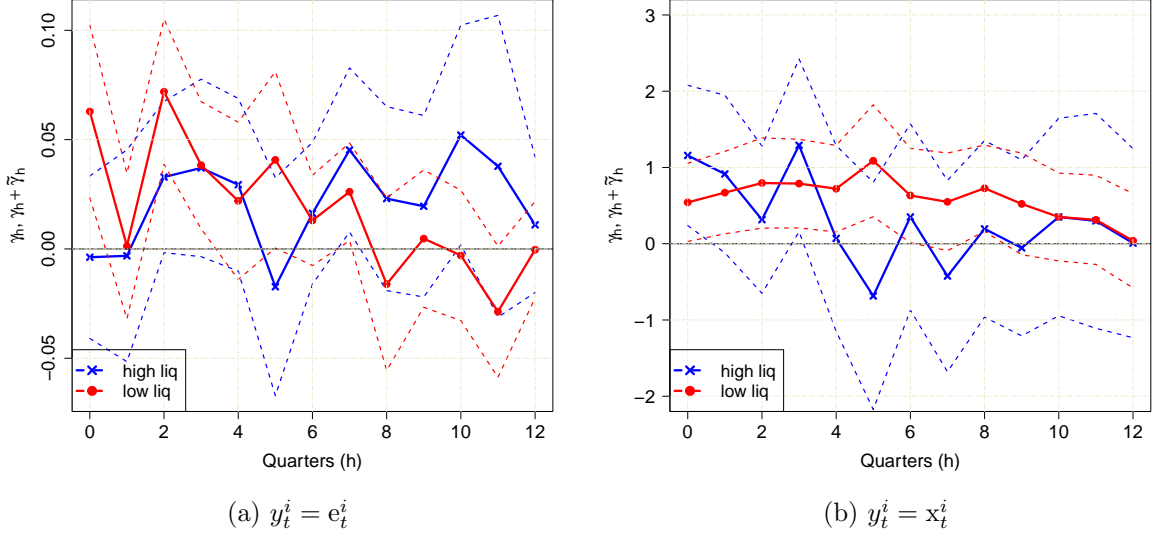 γh, γh + γ̃h
0.10
0.05
0.00
−0.05
high liq
low liq
0 2 4 6 8 10 12
Quarters (h)
(a) y_t^i = e_t^i
γh, γh + γ̃h
3
2
1
0
−1
−2
high liq
low liq
0 2 4 6 8 10 12
Quarters (h)
(b) y_t^i = x_t^i